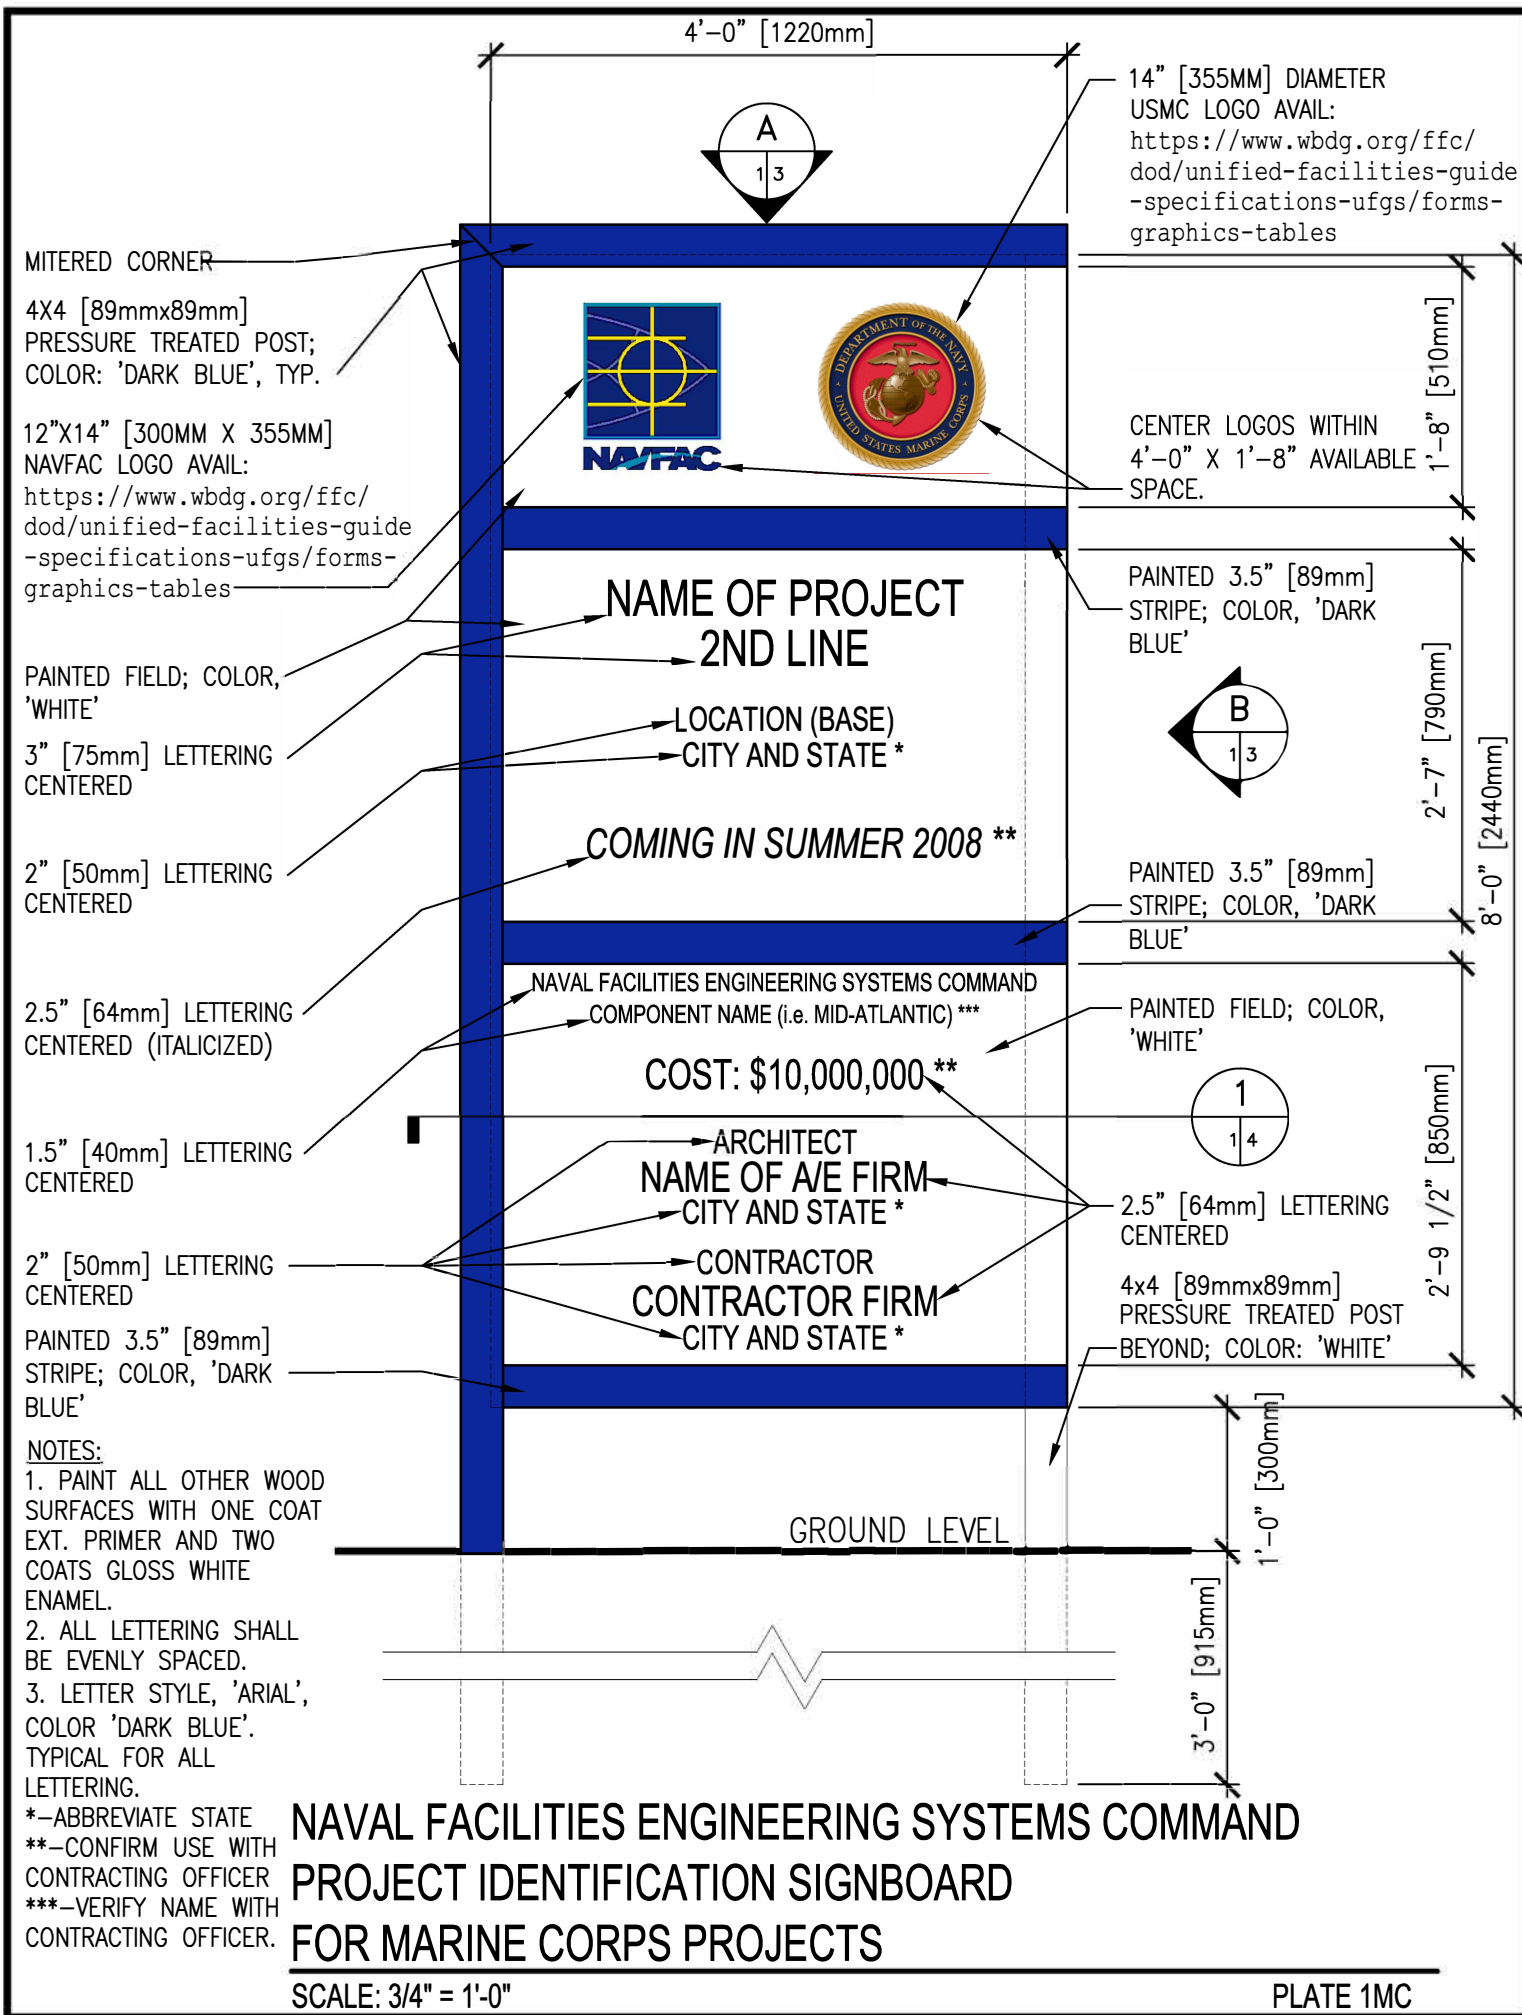 4'-0" [1220mm]
A
1 3
14" [355MM] DIAMETER
USMC LOGO AVAIL:
https://www.wbdg.org/ffc/
dod/unified-facilities-guide
-specifications-ufgs/forms-
graphics-tables
MITERED CORNER
4X4 [89mmx89mm]
PRESSURE TREATED POST;
COLOR: 'DARK BLUE', TYP.
12"X14" [300MM X 355MM]
NAVFAC LOGO AVAIL:
https://www.wbdg.org/ffc/
dod/unified-facilities-guide
-specifications-ufgs/forms-
graphics-tables
NAVFAC
DEPARTMENT OF THE NAVY
UNITED STATES MARINE CORPS
CENTER LOGOS WITHIN
4'-0" X 1'-8" AVAILABLE
SPACE.
1'-8" [510mm]
PAINTED 3.5" [89mm]
STRIPE; COLOR, 'DARK
BLUE'
NAME OF PROJECT
2ND LINE
LOCATION (BASE)
CITY AND STATE *
COMING IN SUMMER 2008 **
PAINTED FIELD; COLOR,
'WHITE'
3" [75mm] LETTERING
CENTERED
2" [50mm] LETTERING
CENTERED
2.5" [64mm] LETTERING
CENTERED (ITALICIZED)
1.5" [40mm] LETTERING
CENTERED
2" [50mm] LETTERING
CENTERED
PAINTED 3.5" [89mm]
STRIPE; COLOR, 'DARK
BLUE'
B
1 3
2'-7" [790mm]
8'-0" [2440mm]
PAINTED 3.5" [89mm]
STRIPE; COLOR, 'DARK
BLUE'
NAVAL FACILITIES ENGINEERING SYSTEMS COMMAND
COMPONENT NAME (i.e. MID-ATLANTIC) ***
COST: $10,000,000 **
ARCHITECT
NAME OF A/E FIRM
CITY AND STATE *
CONTRACTOR
CONTRACTOR FIRM
CITY AND STATE *
PAINTED FIELD; COLOR,
'WHITE'
1
1 4
2'-9 1/2" [850mm]
2.5" [64mm] LETTERING
CENTERED
4x4 [89mmx89mm]
PRESSURE TREATED POST
BEYOND; COLOR: 'WHITE'
1'-0" [300mm]
GROUND LEVEL
3'-0" [915mm]
NOTES:
1. PAINT ALL OTHER WOOD
SURFACES WITH ONE COAT
EXT. PRIMER AND TWO
COATS GLOSS WHITE
ENAMEL.
2. ALL LETTERING SHALL
BE EVENLY SPACED.
3. LETTER STYLE, 'ARIAL',
COLOR 'DARK BLUE'.
TYPICAL FOR ALL
LETTERING.
*-ABBREVIATE STATE
**-CONFIRM USE WITH
CONTRACTING OFFICER
***-VERIFY NAME WITH
CONTRACTING OFFICER.
NAVAL FACILITIES ENGINEERING SYSTEMS COMMAND
PROJECT IDENTIFICATION SIGNBOARD
FOR MARINE CORPS PROJECTS
SCALE: 3/4" = 1'-0"
PLATE 1MC